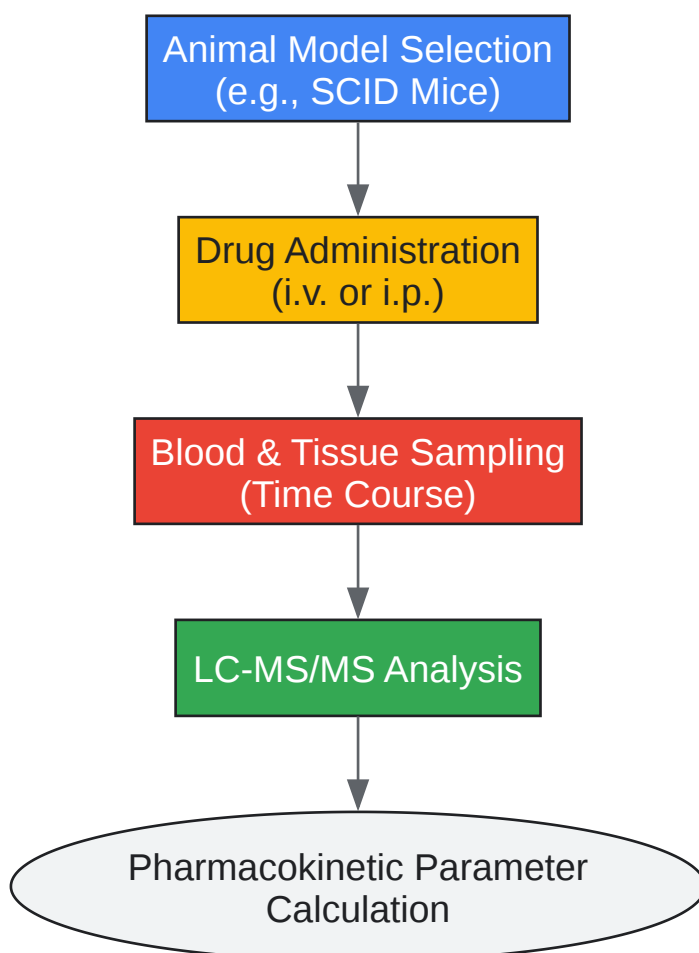 Animal Model Selection
(e.g., SCID Mice)
Drug Administration
(i.v. or i.p.)
Blood & Tissue Sampling
(Time Course)
LC-MS/MS Analysis
Pharmacokinetic Parameter
Calculation